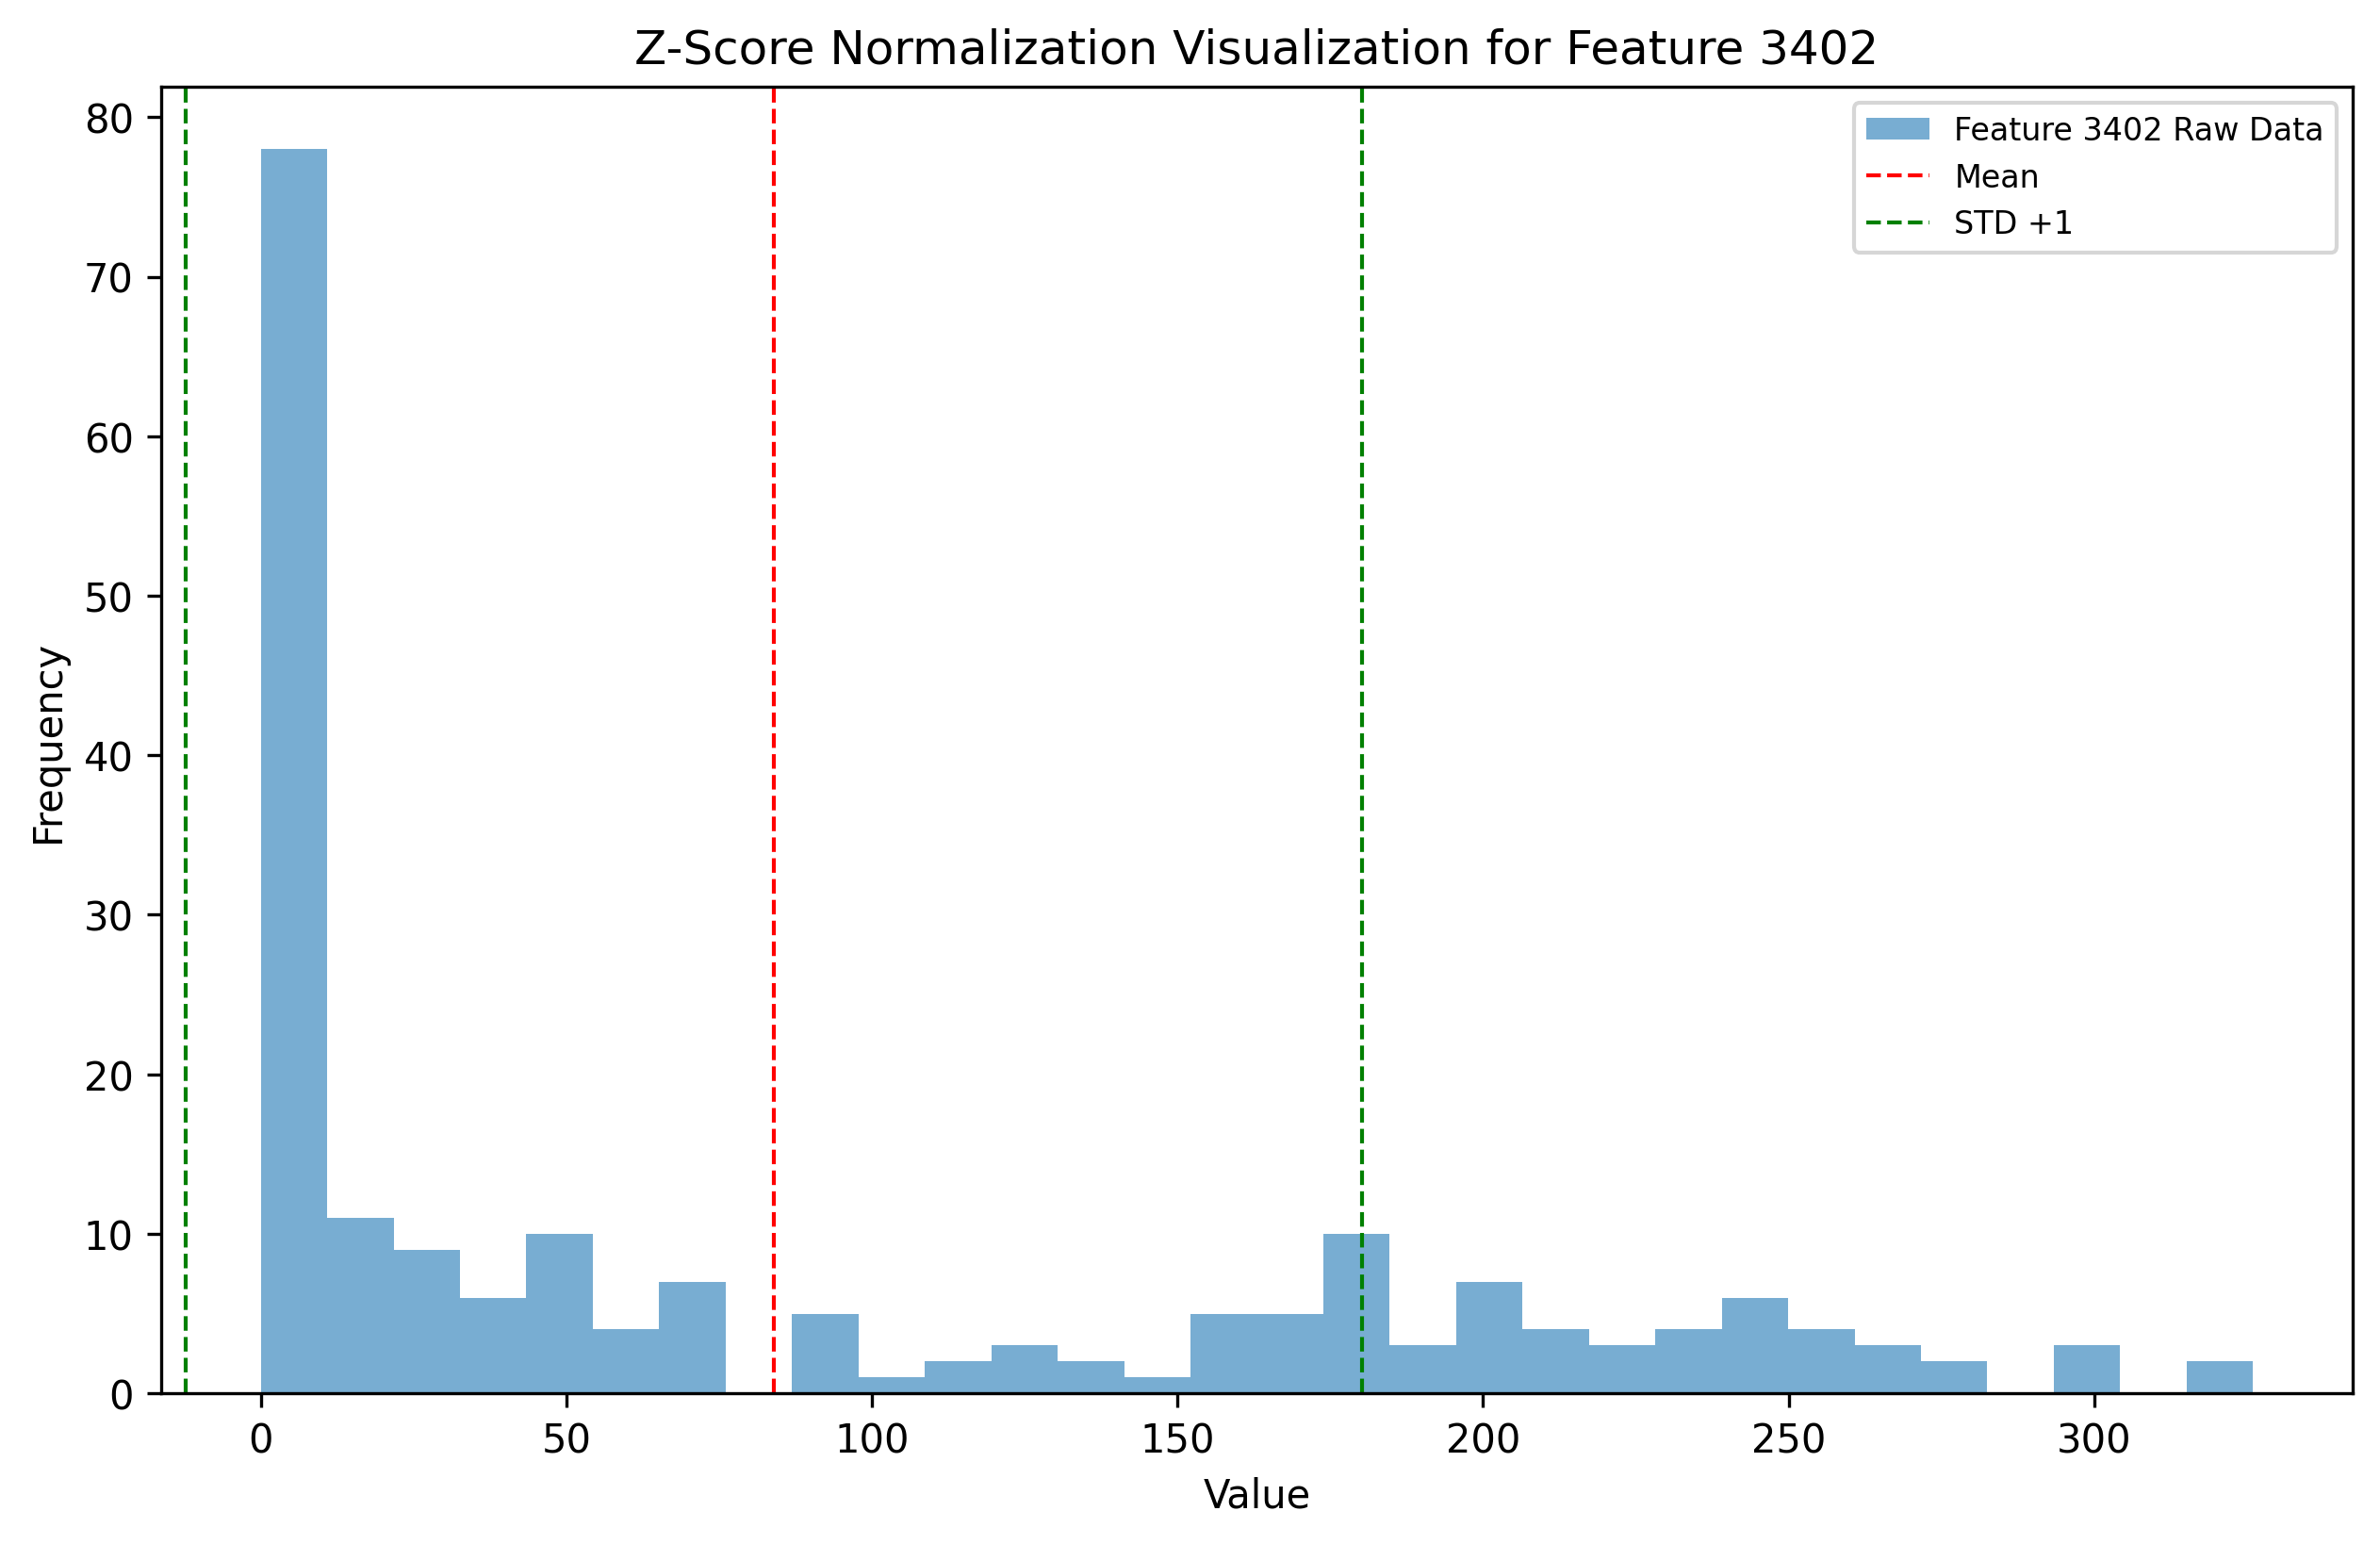 Z-Score Normalization Visualization for Feature 3402
Feature 3402 Raw Data
Mean
STD +1
80
70
60
50
40
30
20
10
0
Frequency
0 50 100 150 200 250 300
Value